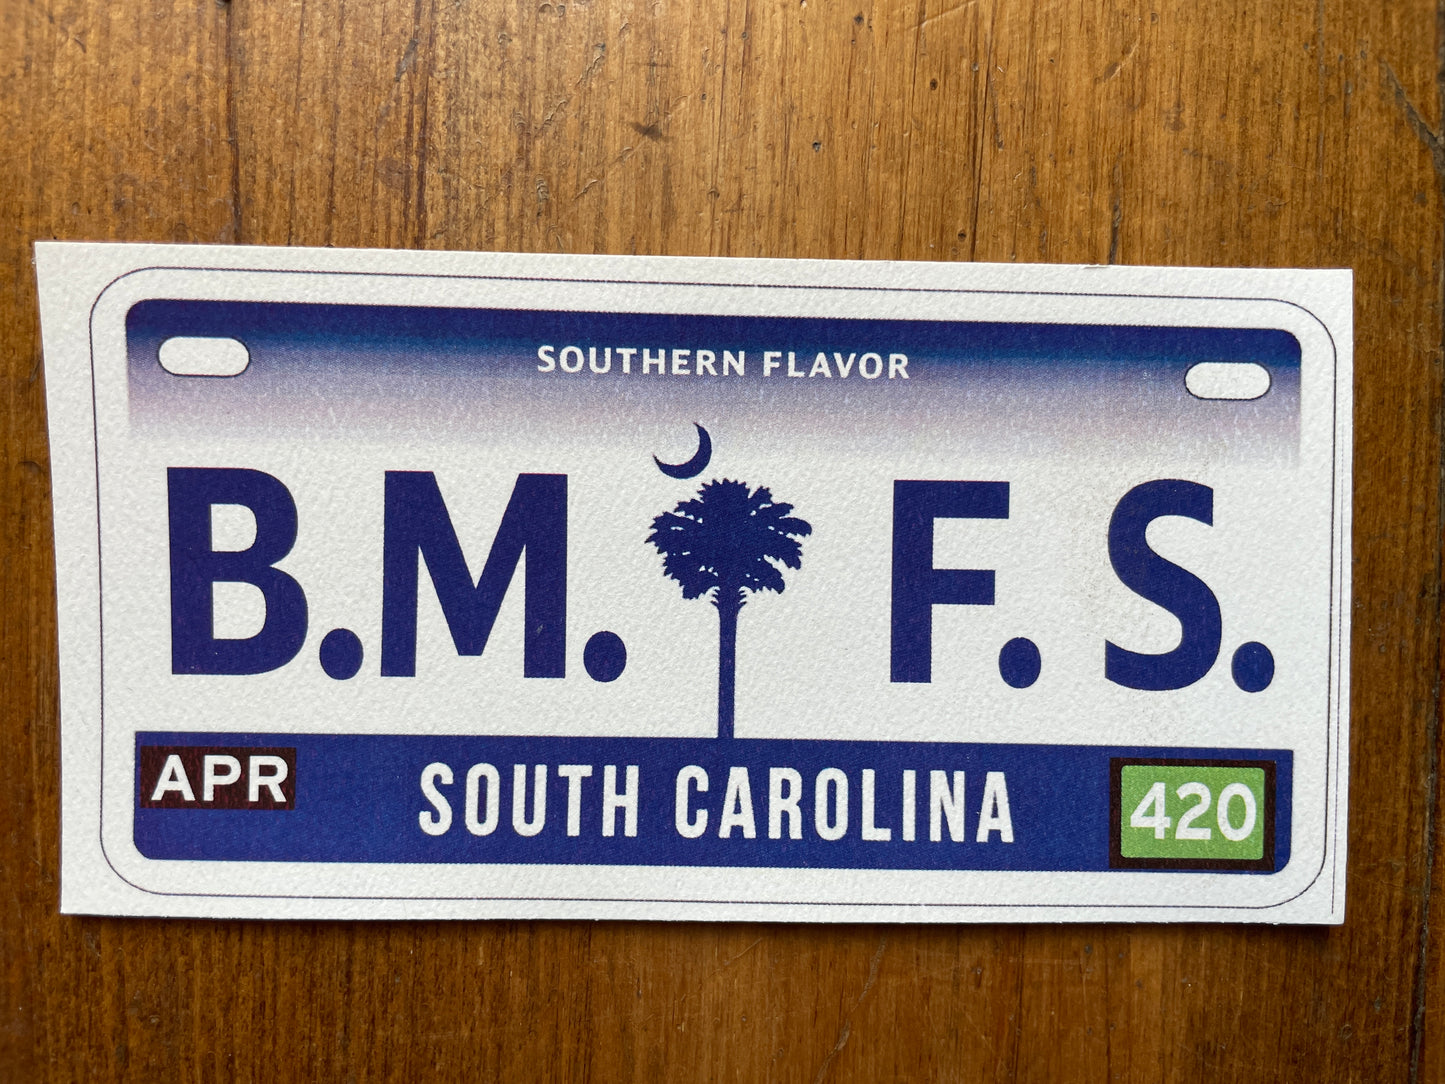 SOUTHERN FLAVOR
B.M. F. S.
APR SOUTH CAROLINA 420